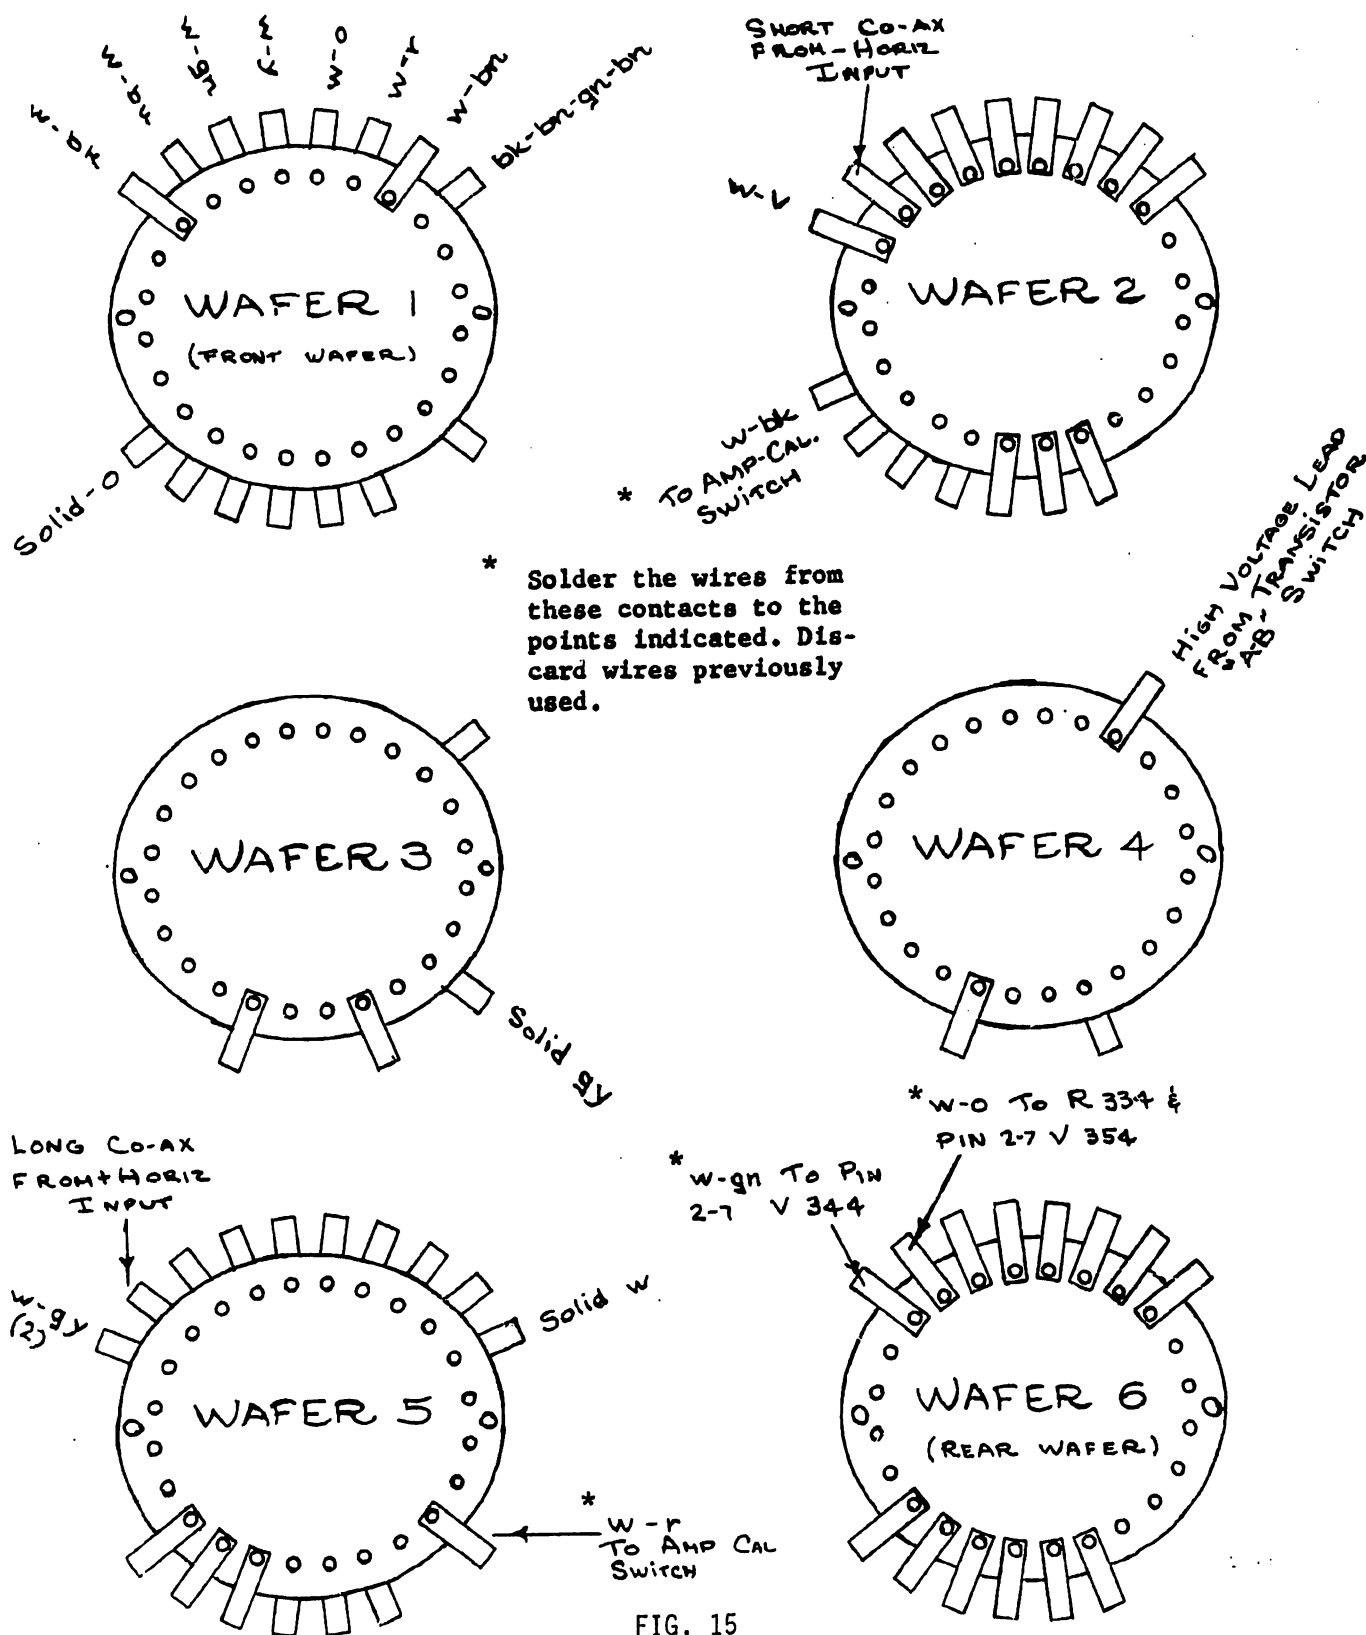 w-bk
w-bu
w-gn
w-y
w-o
w-r
w-bn
bk-bn-gn-bn
WAFER 1
(FRONT WAFER)
Solid-o
SHORT CO-AX
FROM-HORIZ
INPUT
w-v
WAFER 2
w-bk
* TO AMP-CAL.
SWITCH
* Solder the wires from
these contacts to the
points indicated. Dis-
card wires previously
used.
WAFER 3
Solid gy
HIGH VOLTAGE LEAD
FROM TRANSISTOR
A-B- SWITCH
WAFER 4
LONG CO-AX
FROM+HORIZ
INPUT
w-gy
(2)
Solid w
WAFER 5
*
w-r
TO AMP CAL
SWITCH
* w-o TO R 334 &
PIN 2-7 V 354
* w-gn TO PIN
2-7 V 344
WAFER 6
(REAR WAFER)
FIG. 15